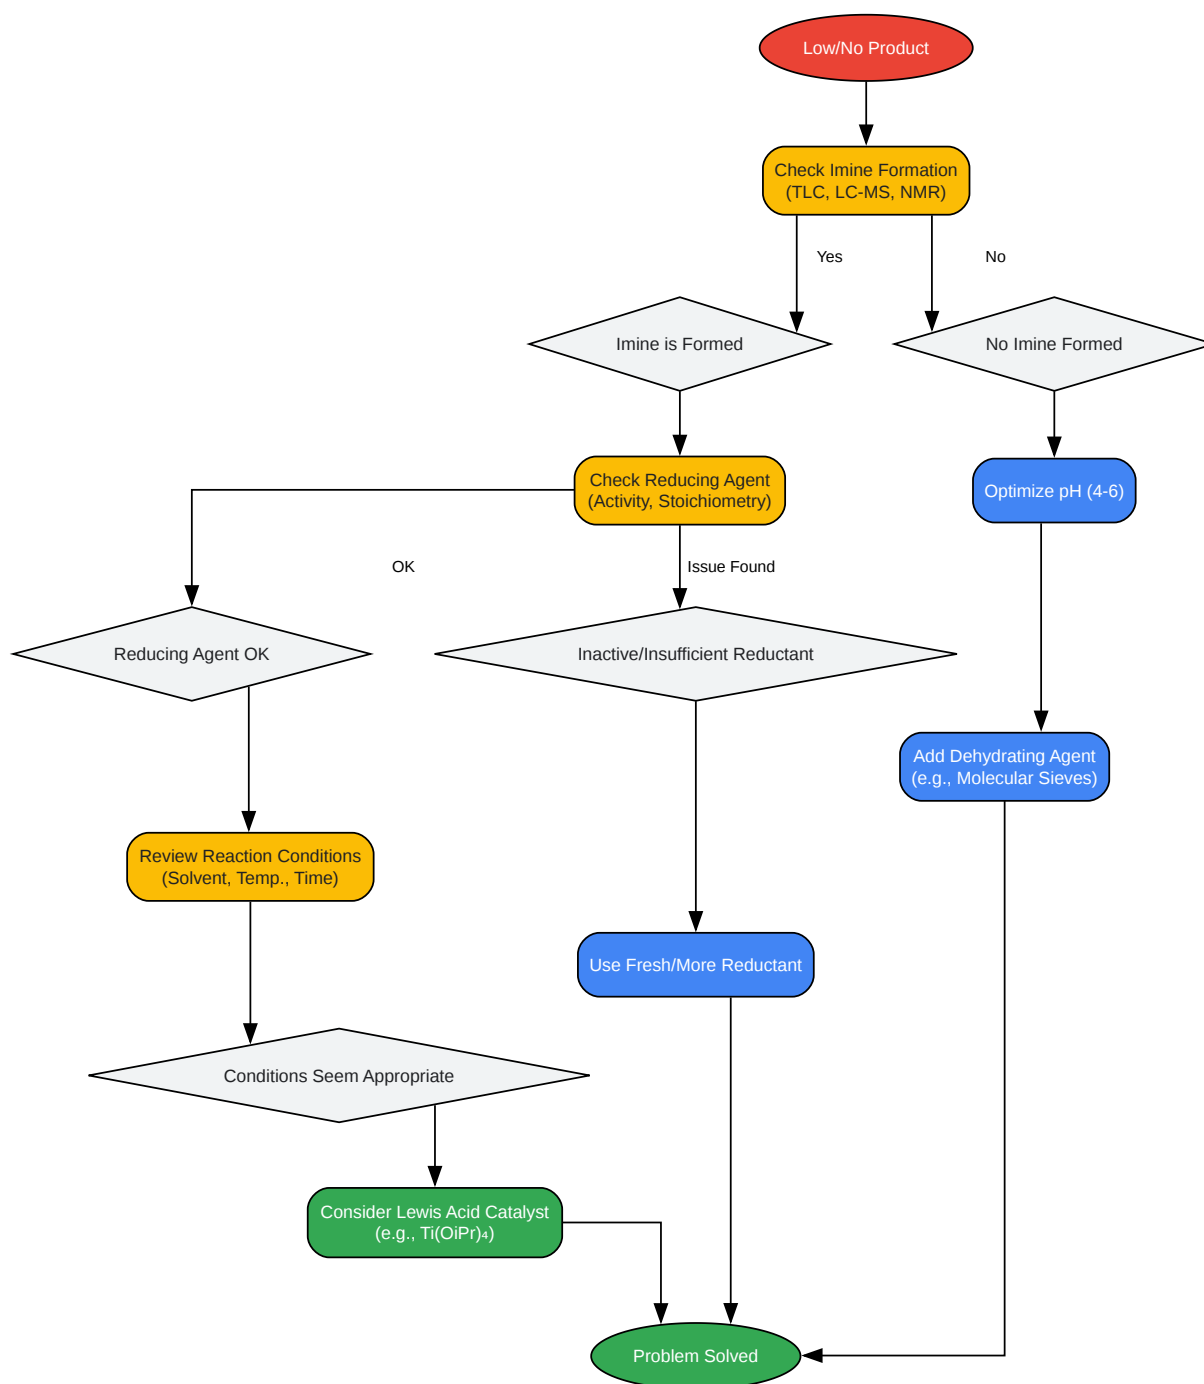 Low/No Product
Check Imine Formation
(TLC, LC-MS, NMR)
Yes
No
Imine is Formed
No Imine Formed
Check Reducing Agent
(Activity, Stoichiometry)
Optimize pH (4-6)
OK
Issue Found
Reducing Agent OK
Inactive/Insufficient Reductant
Add Dehydrating Agent
(e.g., Molecular Sieves)
Review Reaction Conditions
(Solvent, Temp., Time)
Use Fresh/More Reductant
Conditions Seem Appropriate
Consider Lewis Acid Catalyst
(e.g., Ti(OiPr)₄)
Problem Solved